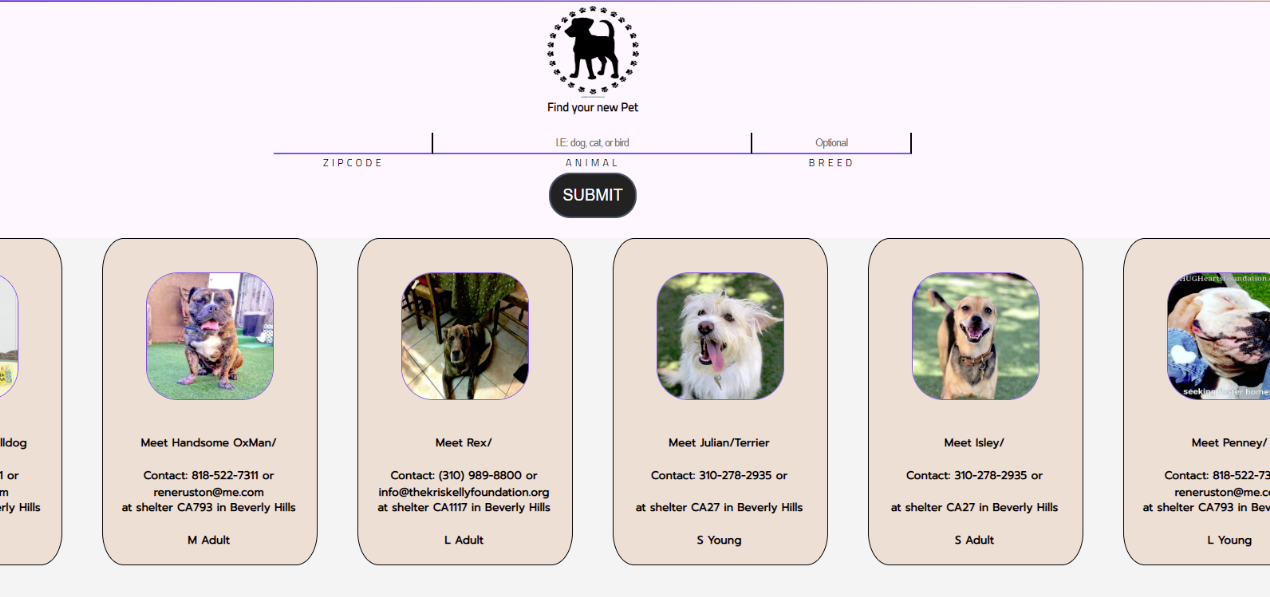 Find your new Pet
I.E: dog, cat, or bird
Optional
ZIPCODE
ANIMAL
BREED
SUBMIT
lldog
1 or
m
rly Hills
Meet Handsome OxMan/
Contact: 818-522-7311 or
reneruston@me.com
at shelter CA793 in Beverly Hills
M Adult
Meet Rex/
Contact: (310) 989-8800 or
info@thekriskellyfoundation.org
at shelter CA1117 in Beverly Hills
L Adult
Meet Julian/Terrier
Contact: 310-278-2935 or
at shelter CA27 in Beverly Hills
S Young
Meet Isley/
Contact: 310-278-2935 or
at shelter CA27 in Beverly Hills
S Adult
HUGHeartsfoundation.
seeking
home
Meet Penney/
Contact: 818-522-73
reneruston@me.co
at shelter CA793 in Bev
L Young